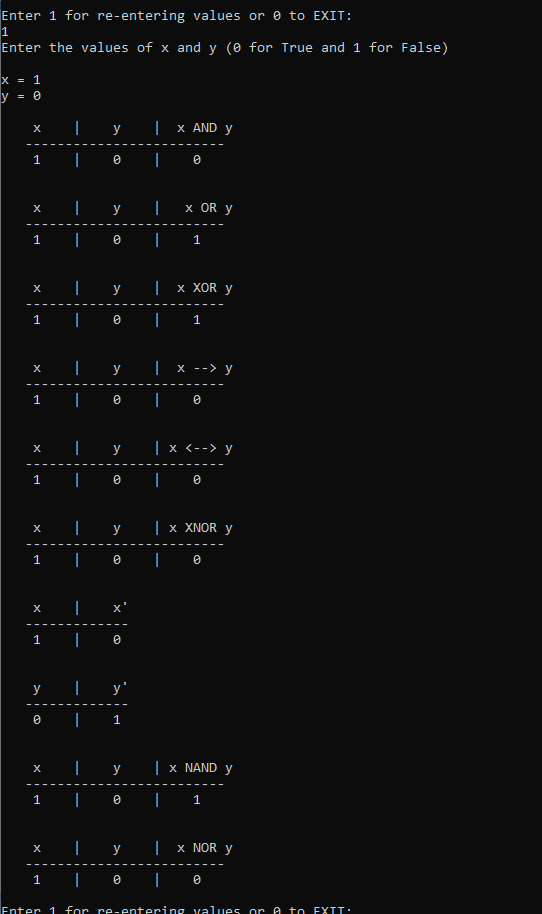 Enter 1 for re-entering values or 0 to EXIT:
1
Enter the values of x and y (0 for True and 1 for False)
x = 1
y = 0
x | y | x AND y
-------------------------
1 | 0 | 0
x | y | x OR y
-------------------------
1 | 0 | 1
x | y | x XOR y
-------------------------
1 | 0 | 1
x | y | x --> y
-------------------------
1 | 0 | 0
x | y | x <--> y
-------------------------
1 | 0 | 0
x | y | x XNOR y
-------------------------
1 | 0 | 0
x | x'
-------------
1 | 0
y | y'
-------------
0 | 1
x | y | x NAND y
-------------------------
1 | 0 | 1
x | y | x NOR y
-------------------------
1 | 0 | 0
Enter 1 for re-entering values or 0 to EXIT: